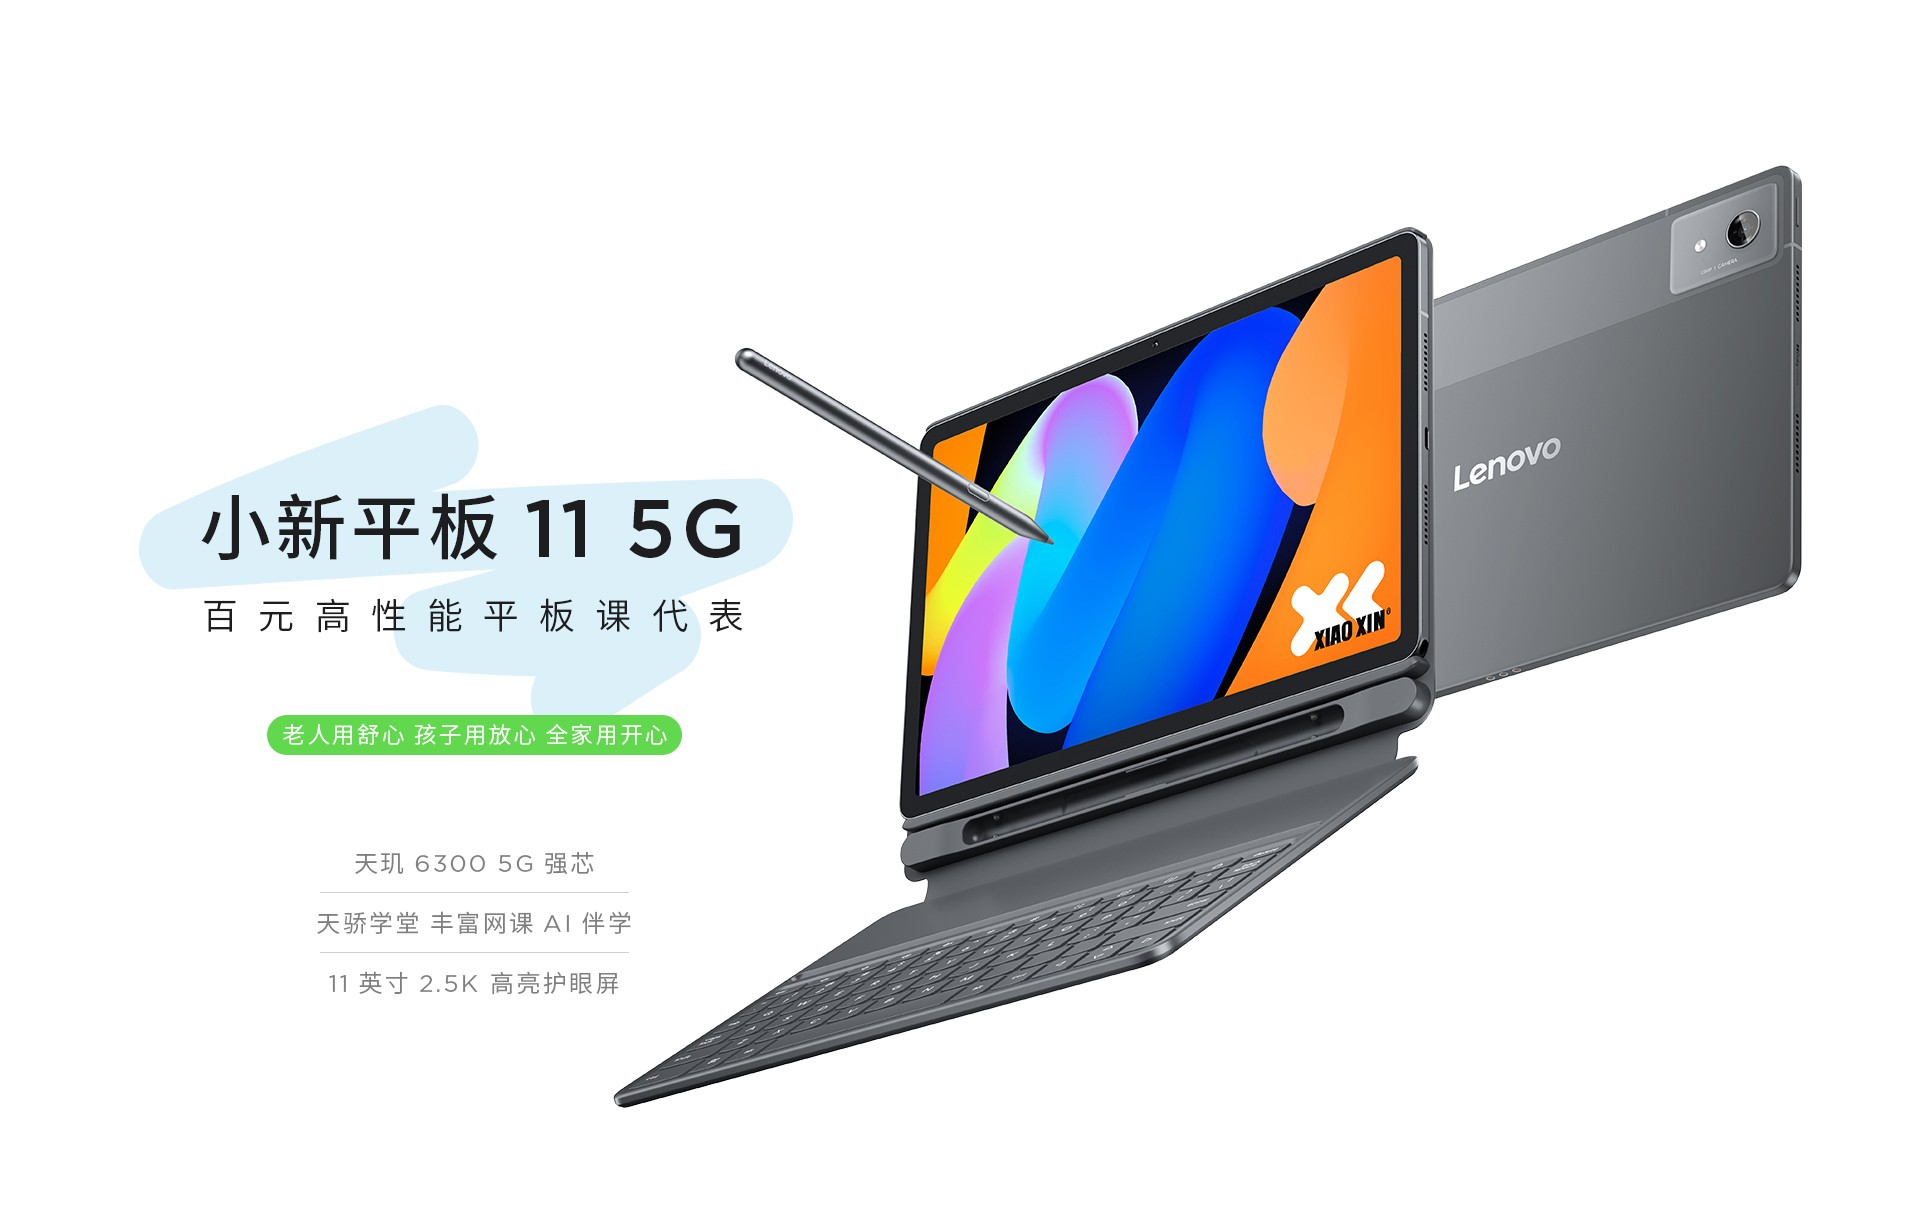 小新平板 11 5G
百元高性能平板课代表
老人用舒心 孩子用放心 全家用开心
天玑 6300 5G 强芯
天骄学堂 丰富网课 AI 伴学
11 英寸 2.5K 高亮护眼屏
Lenovo
XIAO XIN
Lenovo